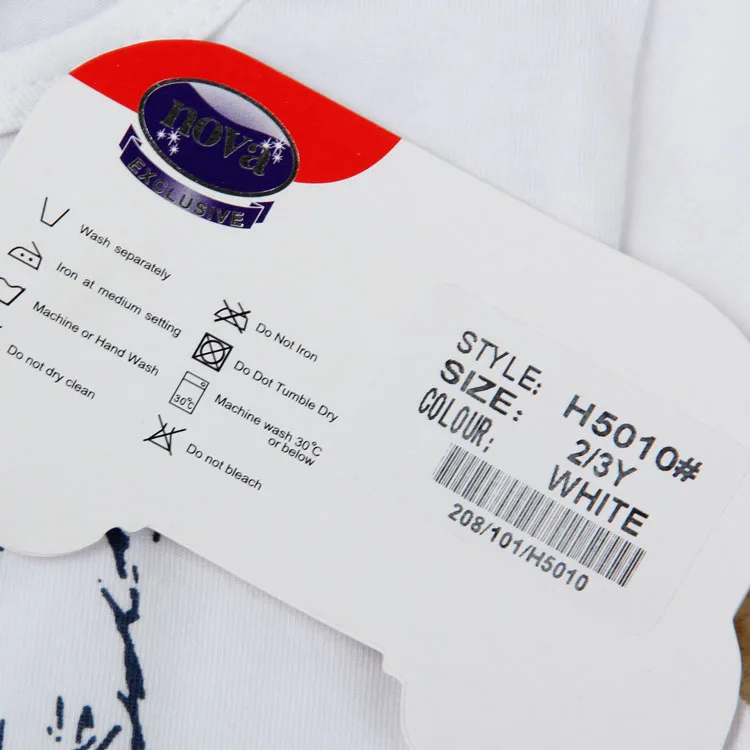 nova
EXCLUSIVE
Wash separately
Iron at medium setting
Machine or Hand Wash
Do not dry clean
Do Not Iron
Do Dot Tumble Dry
30°c
Machine wash 30°c
or below
Do not bleach
STYLE: H5010#
SIZE: 2/3Y
COLOUR: WHITE
208/101/H5010